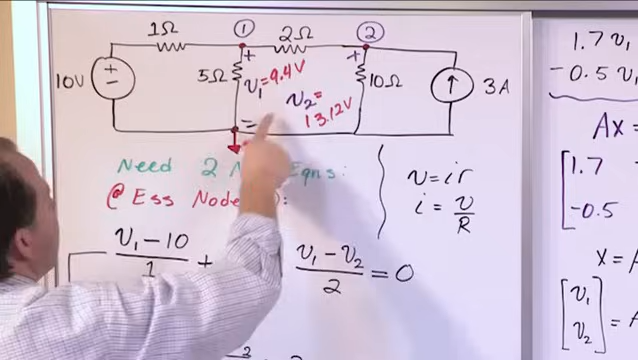 1Ω ① 2Ω ②
10V + − 5Ω + v₁=9.4V − + 10Ω ↑ 3A
v₂= 13.12V
Need 2 Eqns:
@ Ess Node
v₁−10 / 1 + v₁−v₂ / 2 = 0
v=ir
i = v/R
1.7 v₁
−0.5 v₁
Ax =
1.7
−0.5
x =
v₁
v₂ =